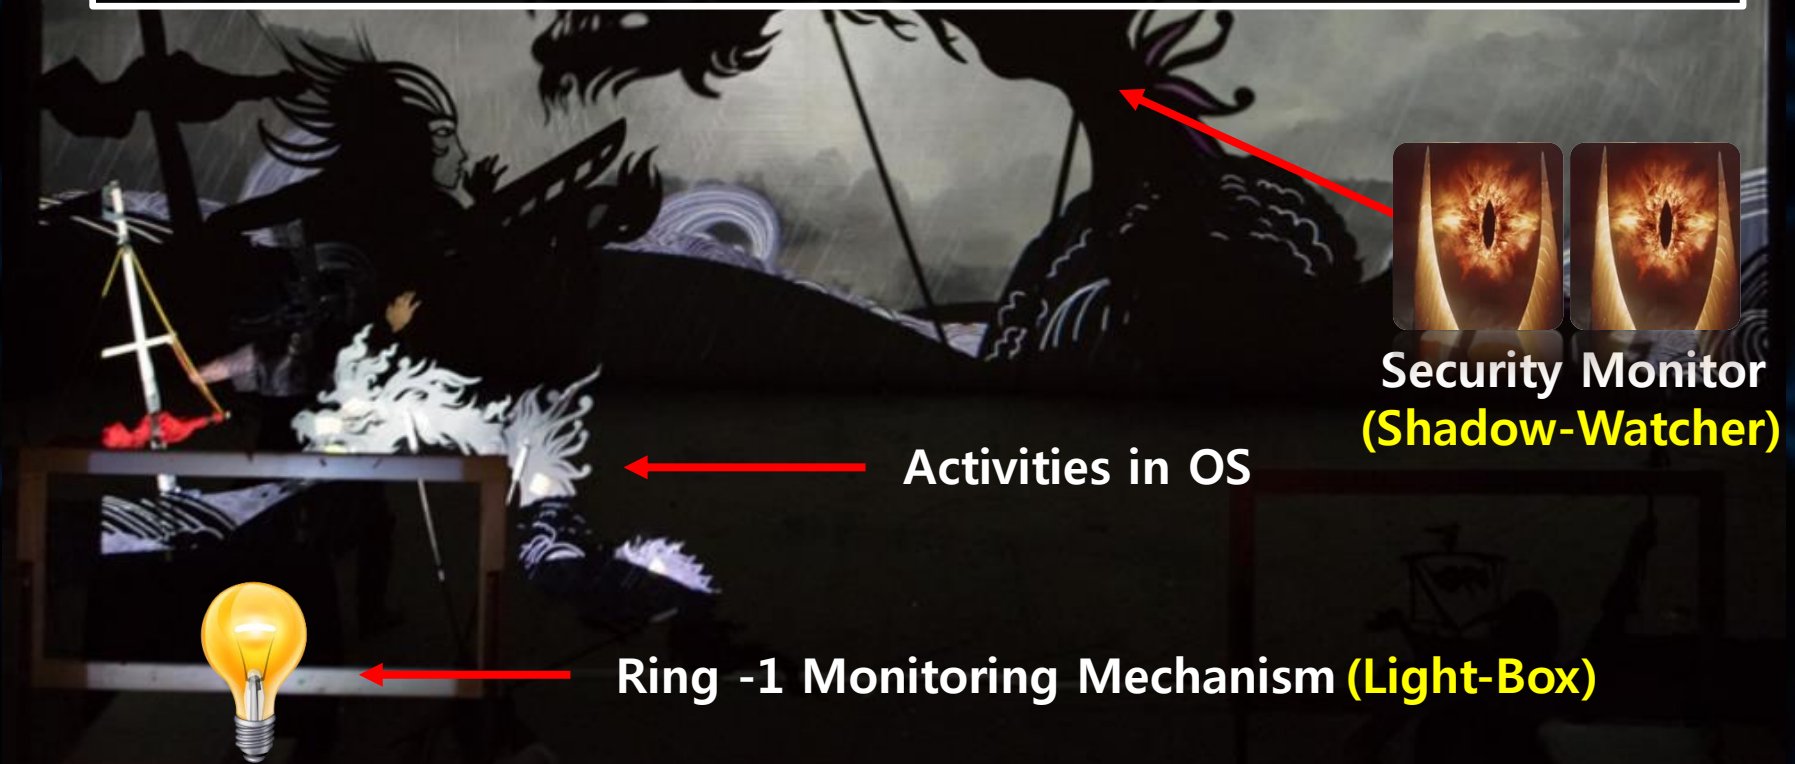 Security Monitor
(Shadow-Watcher)
Activities in OS
Ring -1 Monitoring Mechanism (Light-Box)